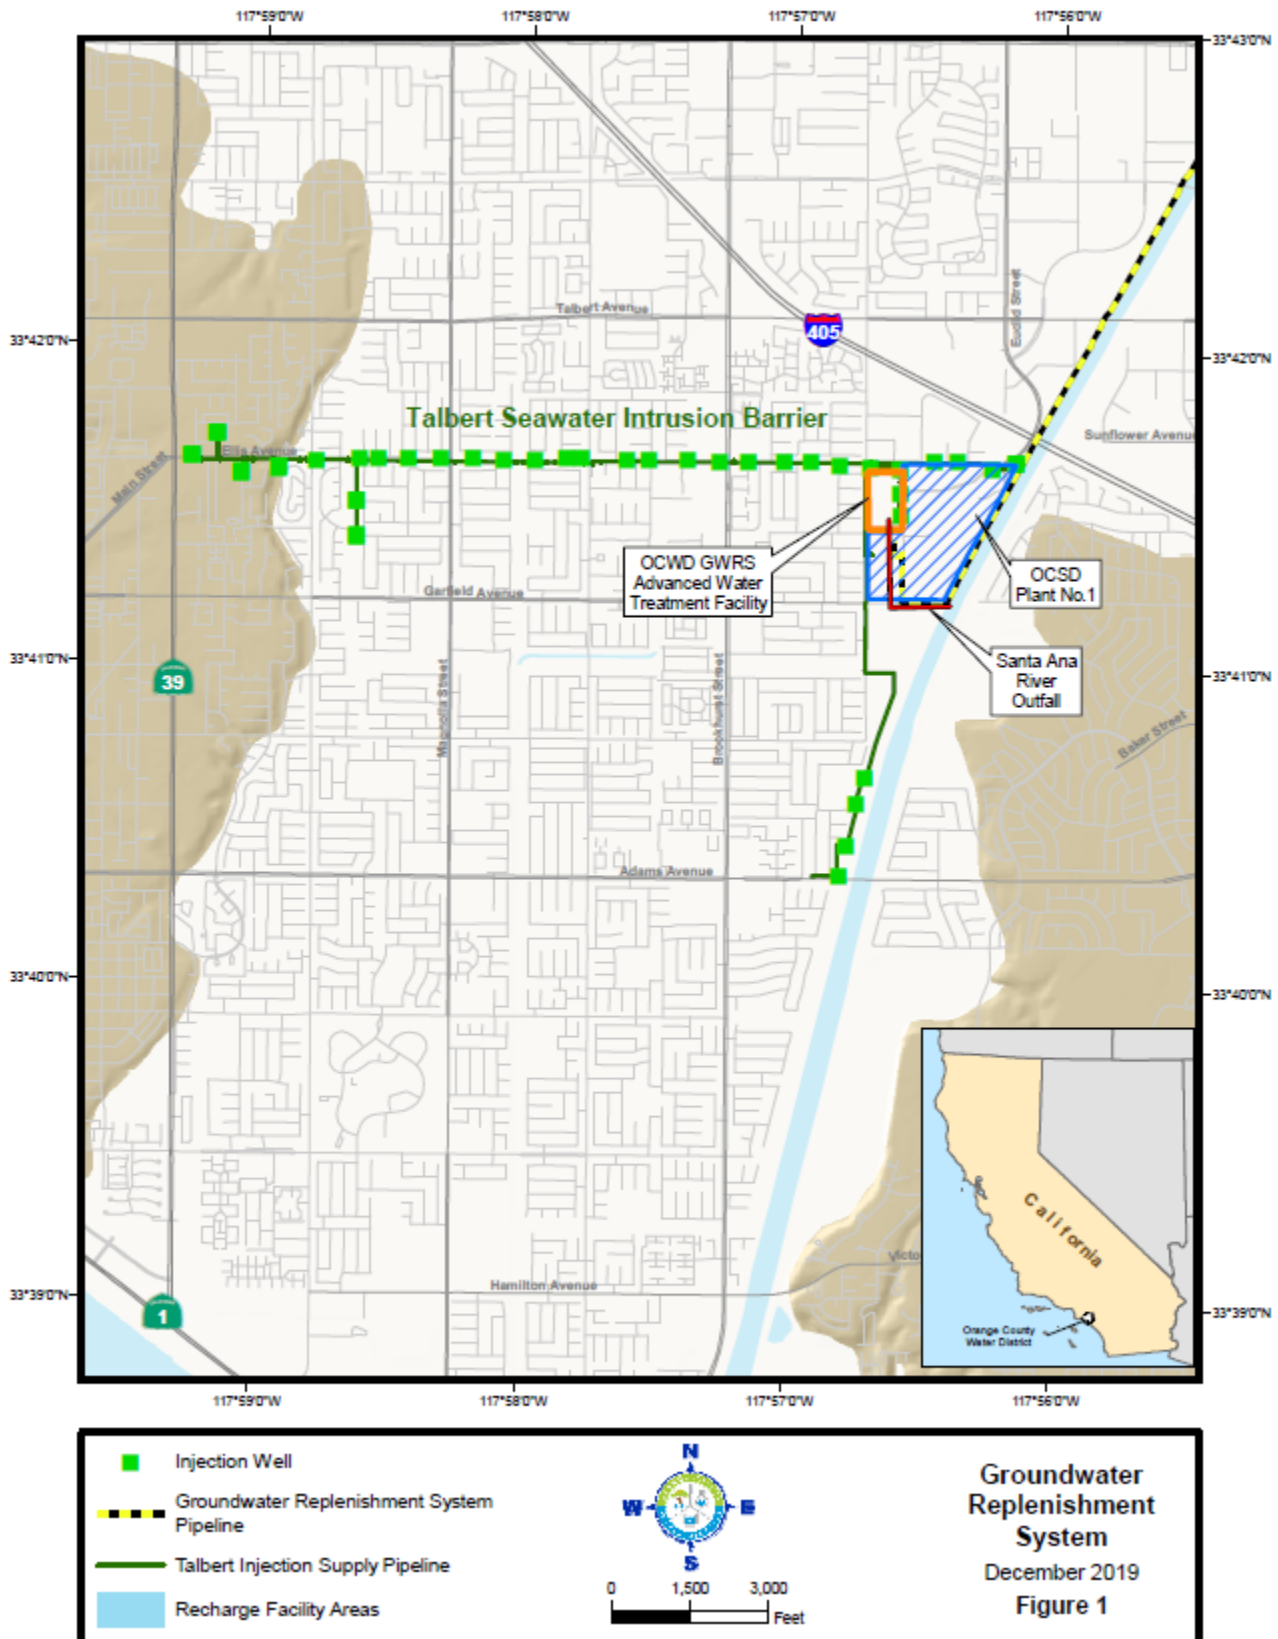 117°59'0"W
117°58'0"W
117°57'0"W
117°56'0"W
33°43'0"N
Talbert Avenue
405
Euclid Street
33°42'0"N
33°42'0"N
Talbert Seawater Intrusion Barrier
Sunflower Avenue
Ellis Avenue
Main Street
OCWD GWRS
Advanced Water
Treatment Facility
OCSD
Plant No.1
Garfield Avenue
33°41'0"N
33°41'0"N
Santa Ana
River
Outfall
39
Magnolia Street
Brookhurst Street
Baker Street
Adams Avenue
33°40'0"N
33°40'0"N
California
Hamilton Avenue
Victo
33°39'0"N
33°39'0"N
1
Orange County
Water District
117°59'0"W
117°58'0"W
117°57'0"W
117°56'0"W
Injection Well
Groundwater Replenishment System
Pipeline
Talbert Injection Supply Pipeline
Recharge Facility Areas
N
W
E
S
0
1,500
3,000
Feet
Groundwater
Replenishment
System
December 2019
Figure 1